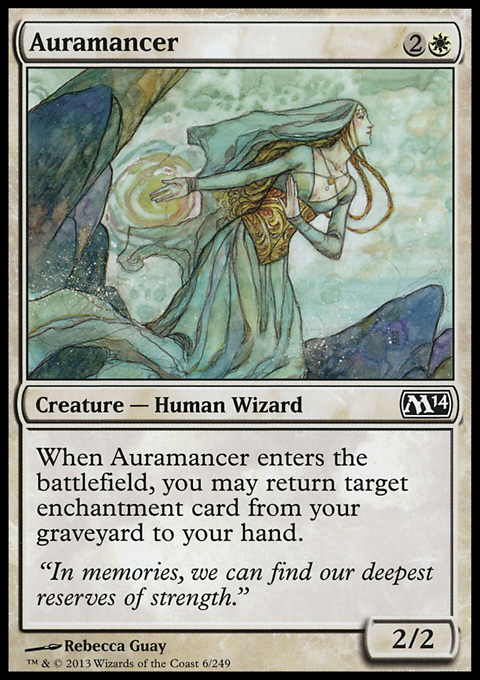 Auramancer 2
Creature — Human Wizard M14
When Auramancer enters the
battlefield, you may return target
enchantment card from your
graveyard to your hand.
“In memories, we can find our deepest
reserves of strength.”
Rebecca Guay
2/2
™ & © 2013 Wizards of the Coast 6/249